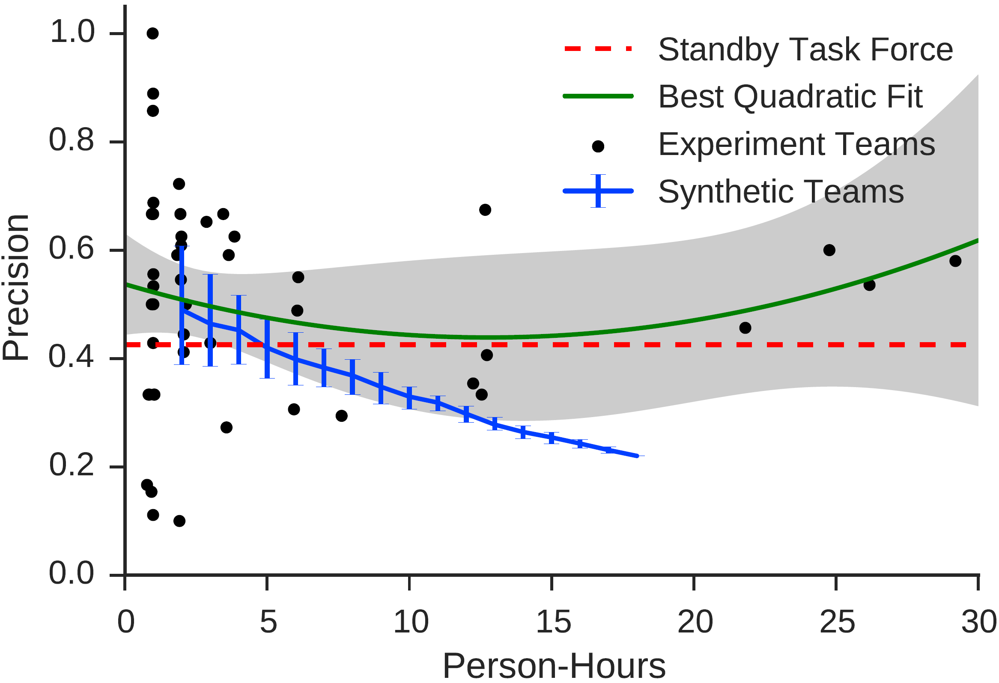 1.0
0.8
0.6
0.4
0.2
0.0
Precision
Standby Task Force
Best Quadratic Fit
Experiment Teams
Synthetic Teams
0 5 10 15 20 25 30
Person-Hours